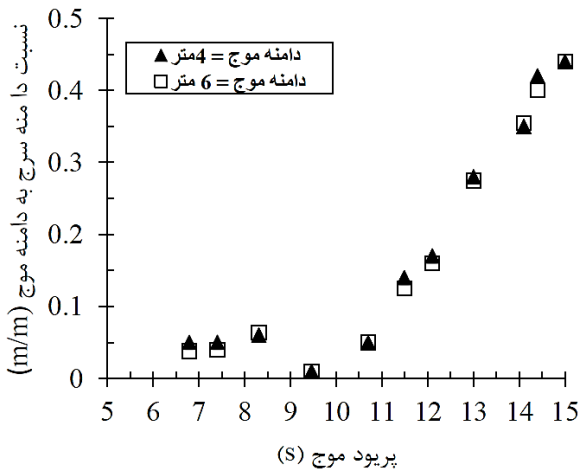 نسبت دا منه سرج به دامنه موج (m/m)
0.5
0.4
0.3
0.2
0.1
0
دامنه موج = 4متر
دامنه موج = 6 متر
5 6 7 8 9 10 11 12 13 14 15
پریود موج (s)